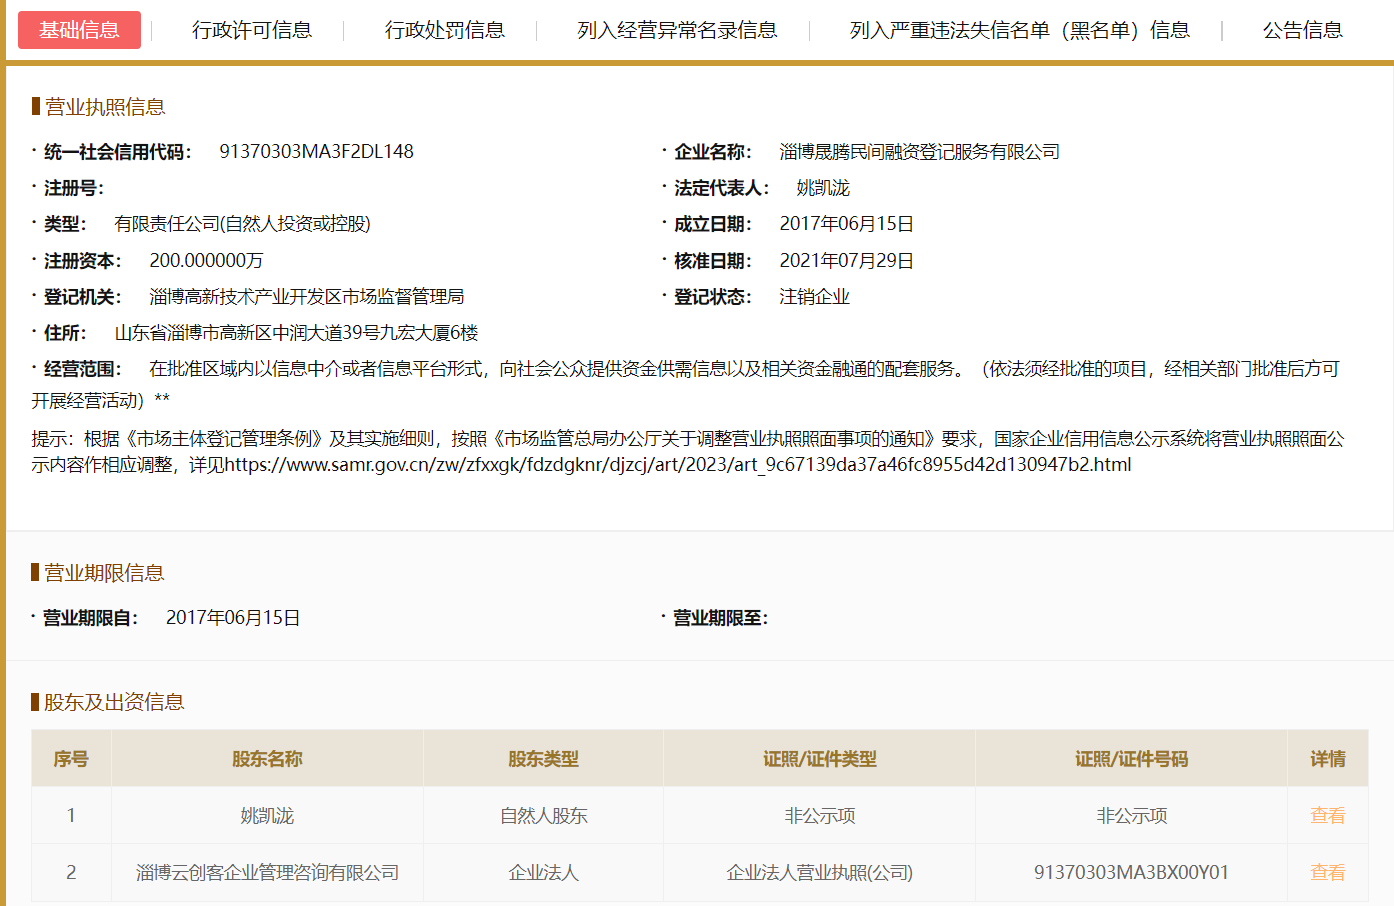 基础信息 行政许可信息 行政处罚信息 列入经营异常名录信息 列入严重违法失信名单（黑名单）信息 公告信息
营业执照信息
· 统一社会信用代码： 91370303MA3F2DL148 · 企业名称： 淄博晟腾民间融资登记服务有限公司
· 注册号： · 法定代表人： 姚凯泷
· 类型： 有限责任公司(自然人投资或控股) · 成立日期： 2017年06月15日
· 注册资本： 200.000000万 · 核准日期： 2021年07月29日
· 登记机关： 淄博高新技术产业开发区市场监督管理局 · 登记状态： 注销企业
· 住所： 山东省淄博市高新区中润大道39号九宏大厦6楼
· 经营范围： 在批准区域内以信息中介或者信息平台形式，向社会公众提供资金供需信息以及相关资金融通的配套服务。（依法须经批准的项目，经相关部门批准后方可
开展经营活动）**
提示：根据《市场主体登记管理条例》及其实施细则，按照《市场监管总局办公厅关于调整营业执照照面事项的通知》要求，国家企业信用信息公示系统将营业执照照面公
示内容作相应调整，详见https://www.samr.gov.cn/zw/zfxxgk/fdzdgknr/djzcj/art/2023/art_9c67139da37a46fc8955d42d130947b2.html
营业期限信息
· 营业期限自： 2017年06月15日 · 营业期限至：
股东及出资信息
序号 股东名称 股东类型 证照/证件类型 证照/证件号码 详情
1 姚凯泷 自然人股东 非公示项 非公示项 查看
2 淄博云创客企业管理咨询有限公司 企业法人 企业法人营业执照(公司) 91370303MA3BX00Y01 查看